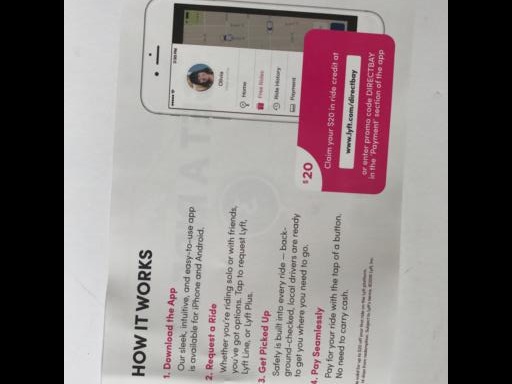 HOW IT WORKS
1. Download the App
Our sleek, intuitive, and easy-to-use app
is available for iPhone and Android.
2. Request a Ride
Whether you're riding solo or with friends,
you've got options. Tap to request Lyft,
Lyft Line, or Lyft Plus.
3. Get Picked Up
Safety is built into every ride — back-
ground-checked, local drivers are ready
to get you where you need to go.
4. Pay Seamlessly
Pay for your ride with the tap of a button.
No need to carry cash.
Olivia
Home
Free Rides
Ride History
Payment
$20
Claim your $20 in ride credit at
www.lyft.com/directbay
or enter promo code DIRECTBAY
in the 'Payment' section of the app